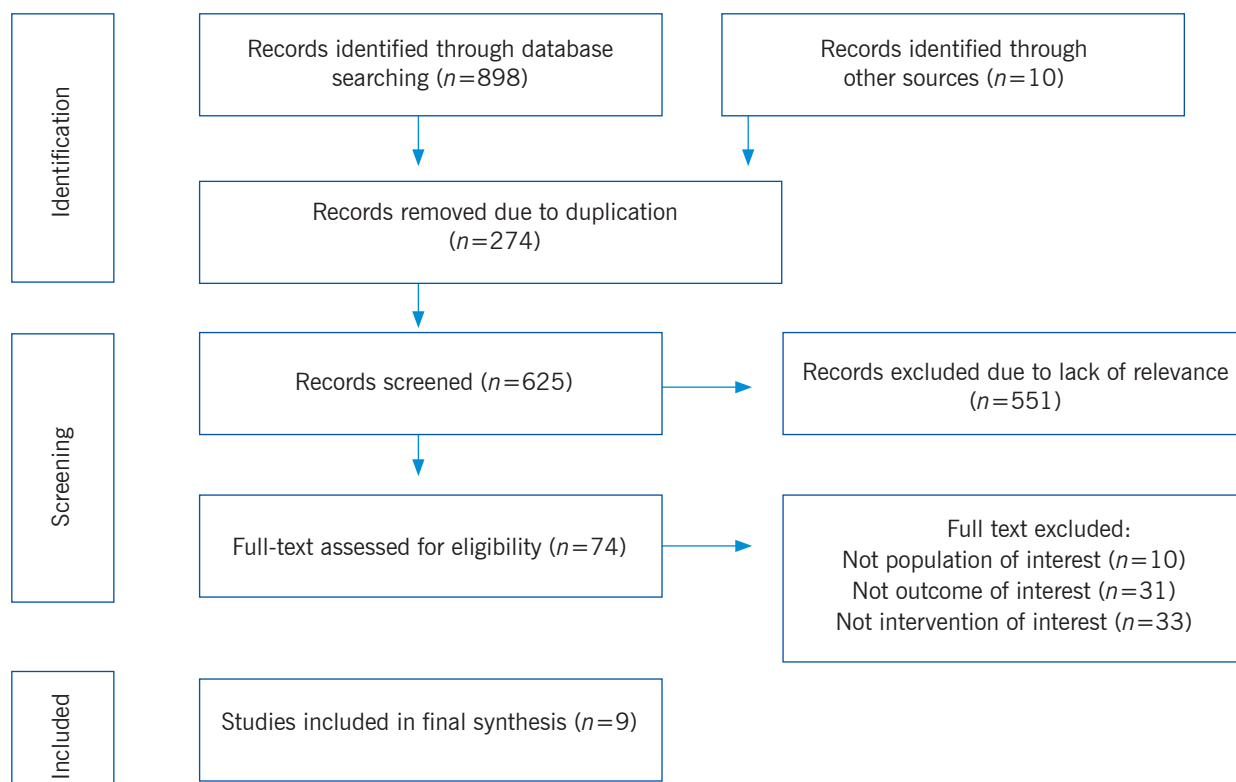 Identification
Records identified through database
searching (n=898)
Records identified through
other sources (n=10)
Records removed due to duplication
(n=274)
Screening
Records screened (n=625)
Records excluded due to lack of relevance
(n=551)
Full-text assessed for eligibility (n=74)
Full text excluded:
Not population of interest (n=10)
Not outcome of interest (n=31)
Not intervention of interest (n=33)
Included
Studies included in final synthesis (n=9)